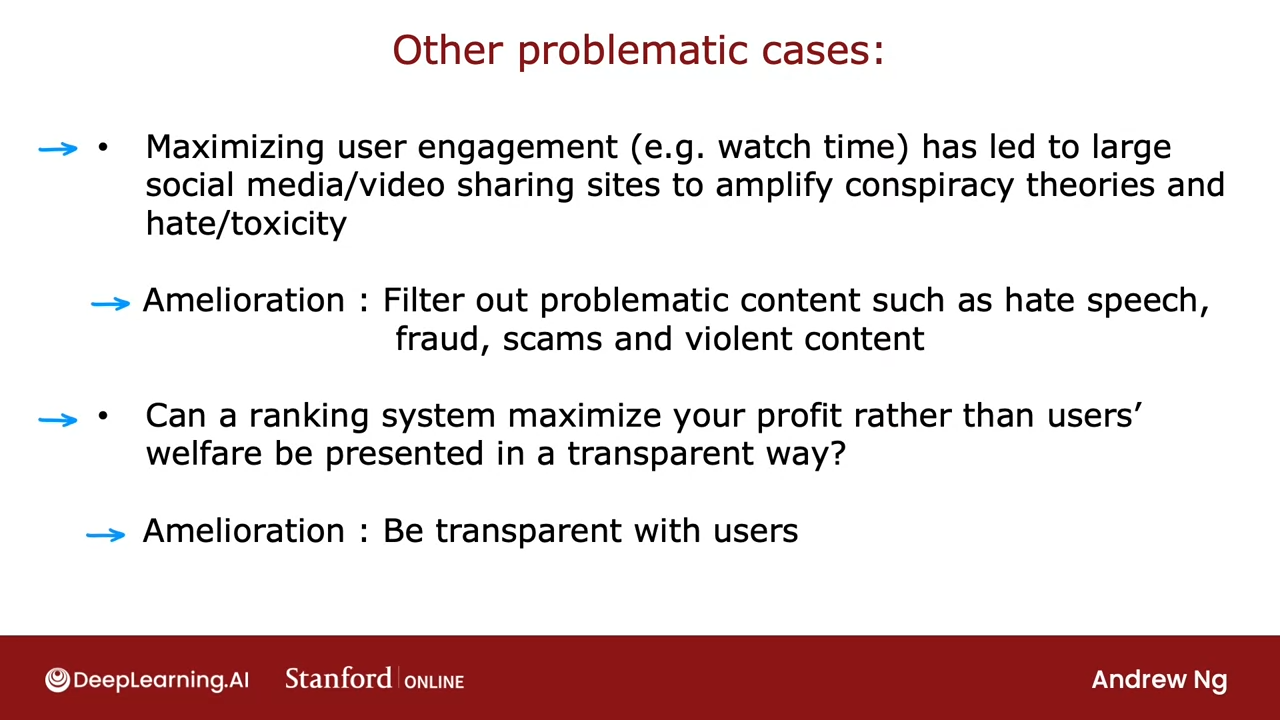 Other problematic cases:
• Maximizing user engagement (e.g. watch time) has led to large
social media/video sharing sites to amplify conspiracy theories and
hate/toxicity
Amelioration : Filter out problematic content such as hate speech,
fraud, scams and violent content
• Can a ranking system maximize your profit rather than users’
welfare be presented in a transparent way?
Amelioration : Be transparent with users
DeepLearning.AI Stanford ONLINE Andrew Ng